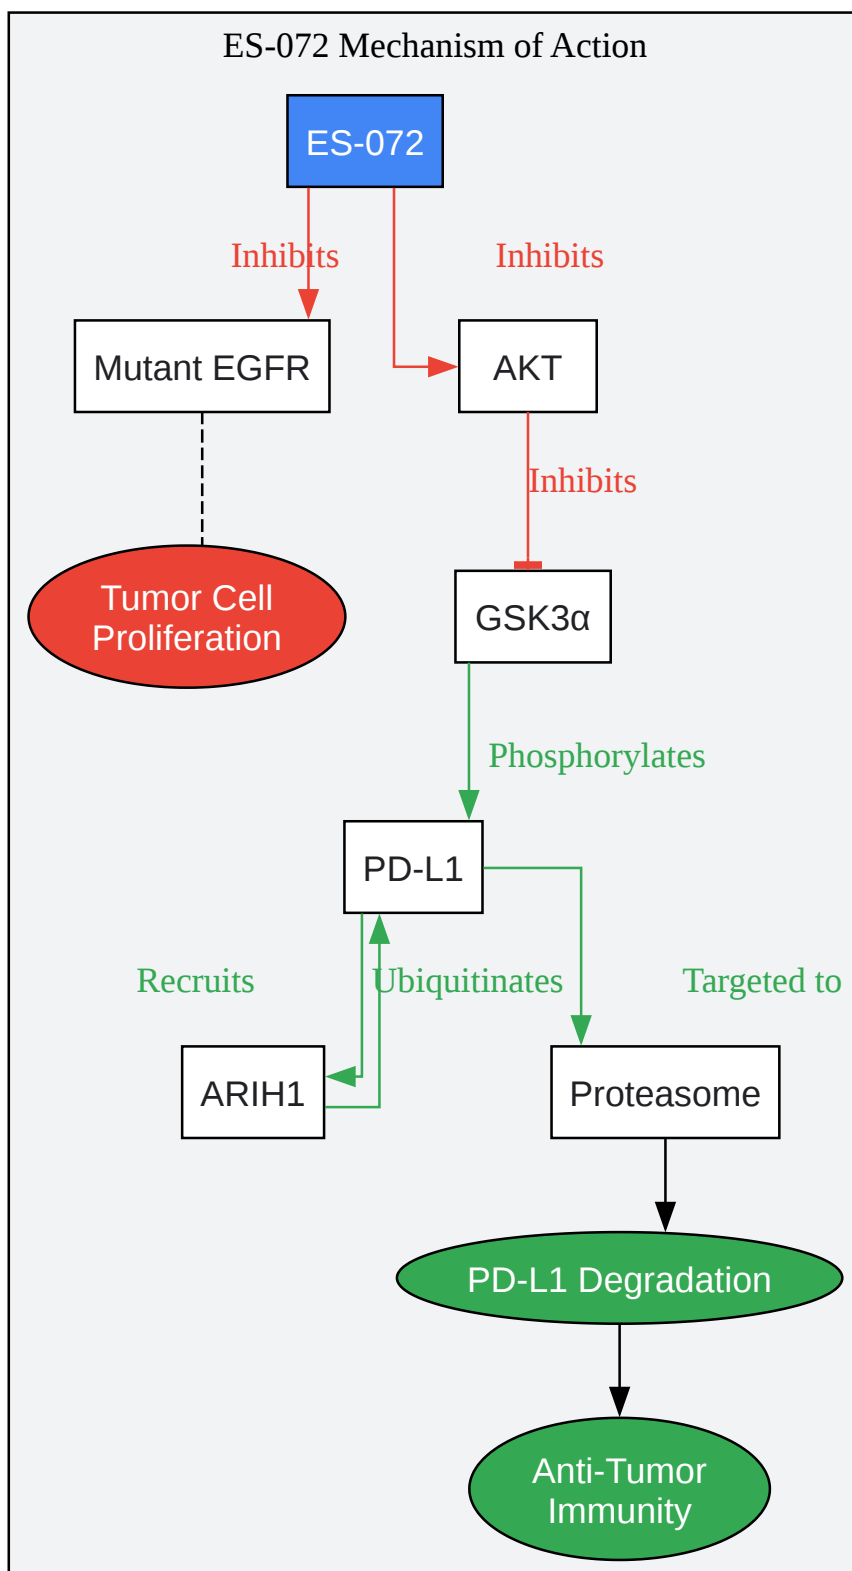 ES-072 Mechanism of Action
ES-072
Inhibits
Inhibits
Mutant EGFR
AKT
Inhibits
Tumor Cell
Proliferation
GSK3α
Phosphorylates
PD-L1
Recruits
Ubiquitinates
Targeted to
ARIH1
Proteasome
PD-L1 Degradation
Anti-Tumor
Immunity